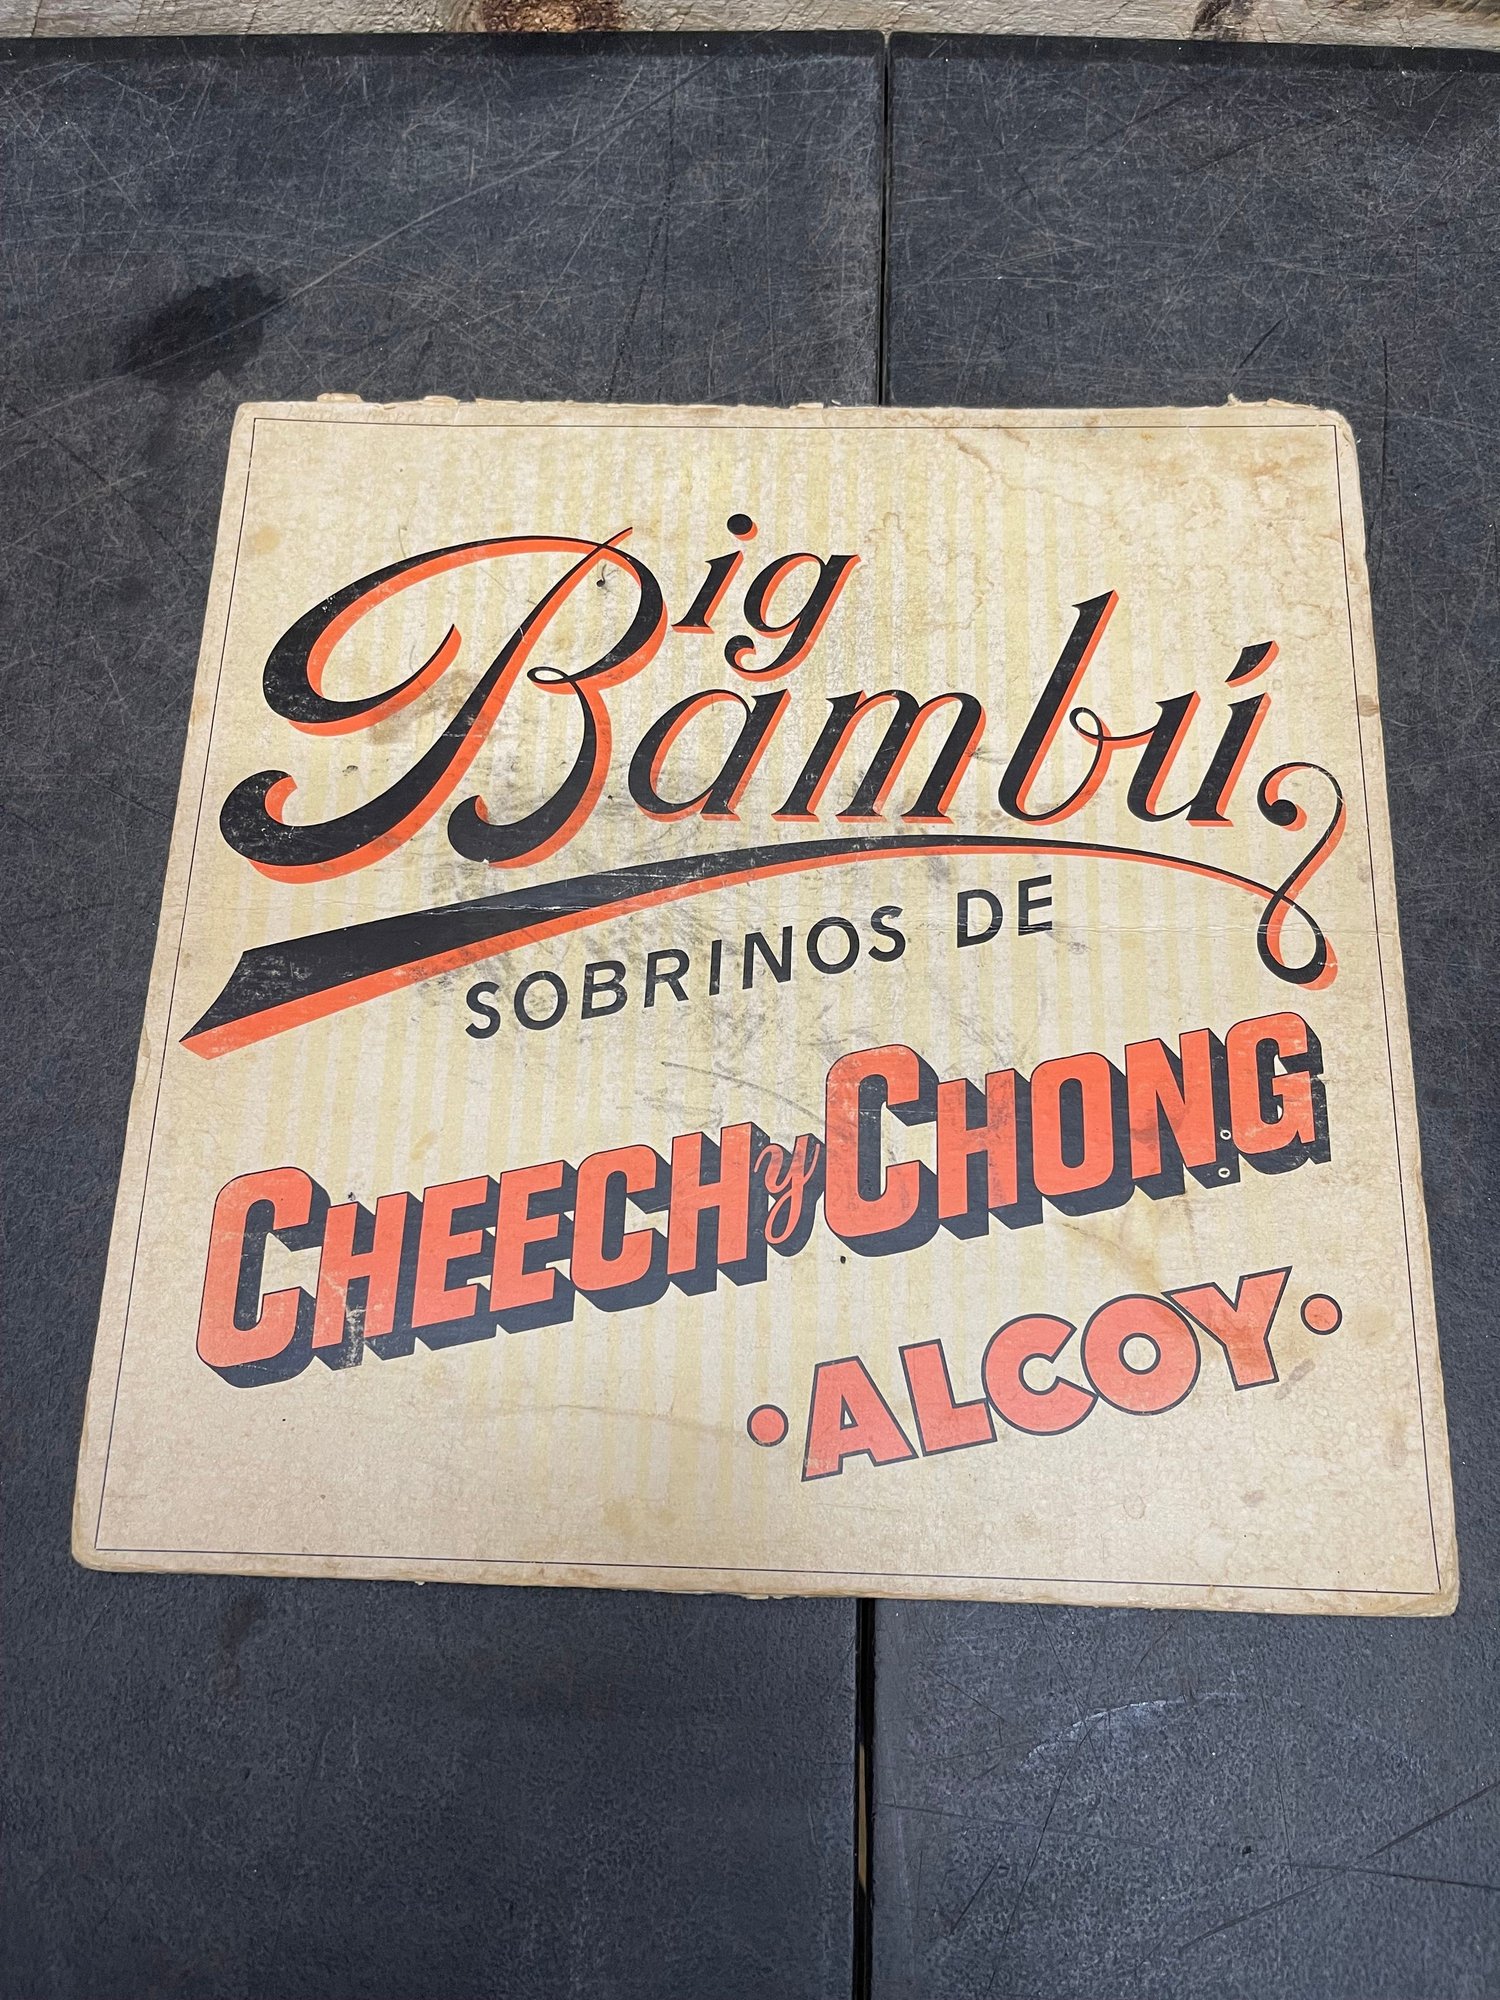 Big
Bambú
SOBRINOS DE
CHEECH y CHONG
·ALCOY·